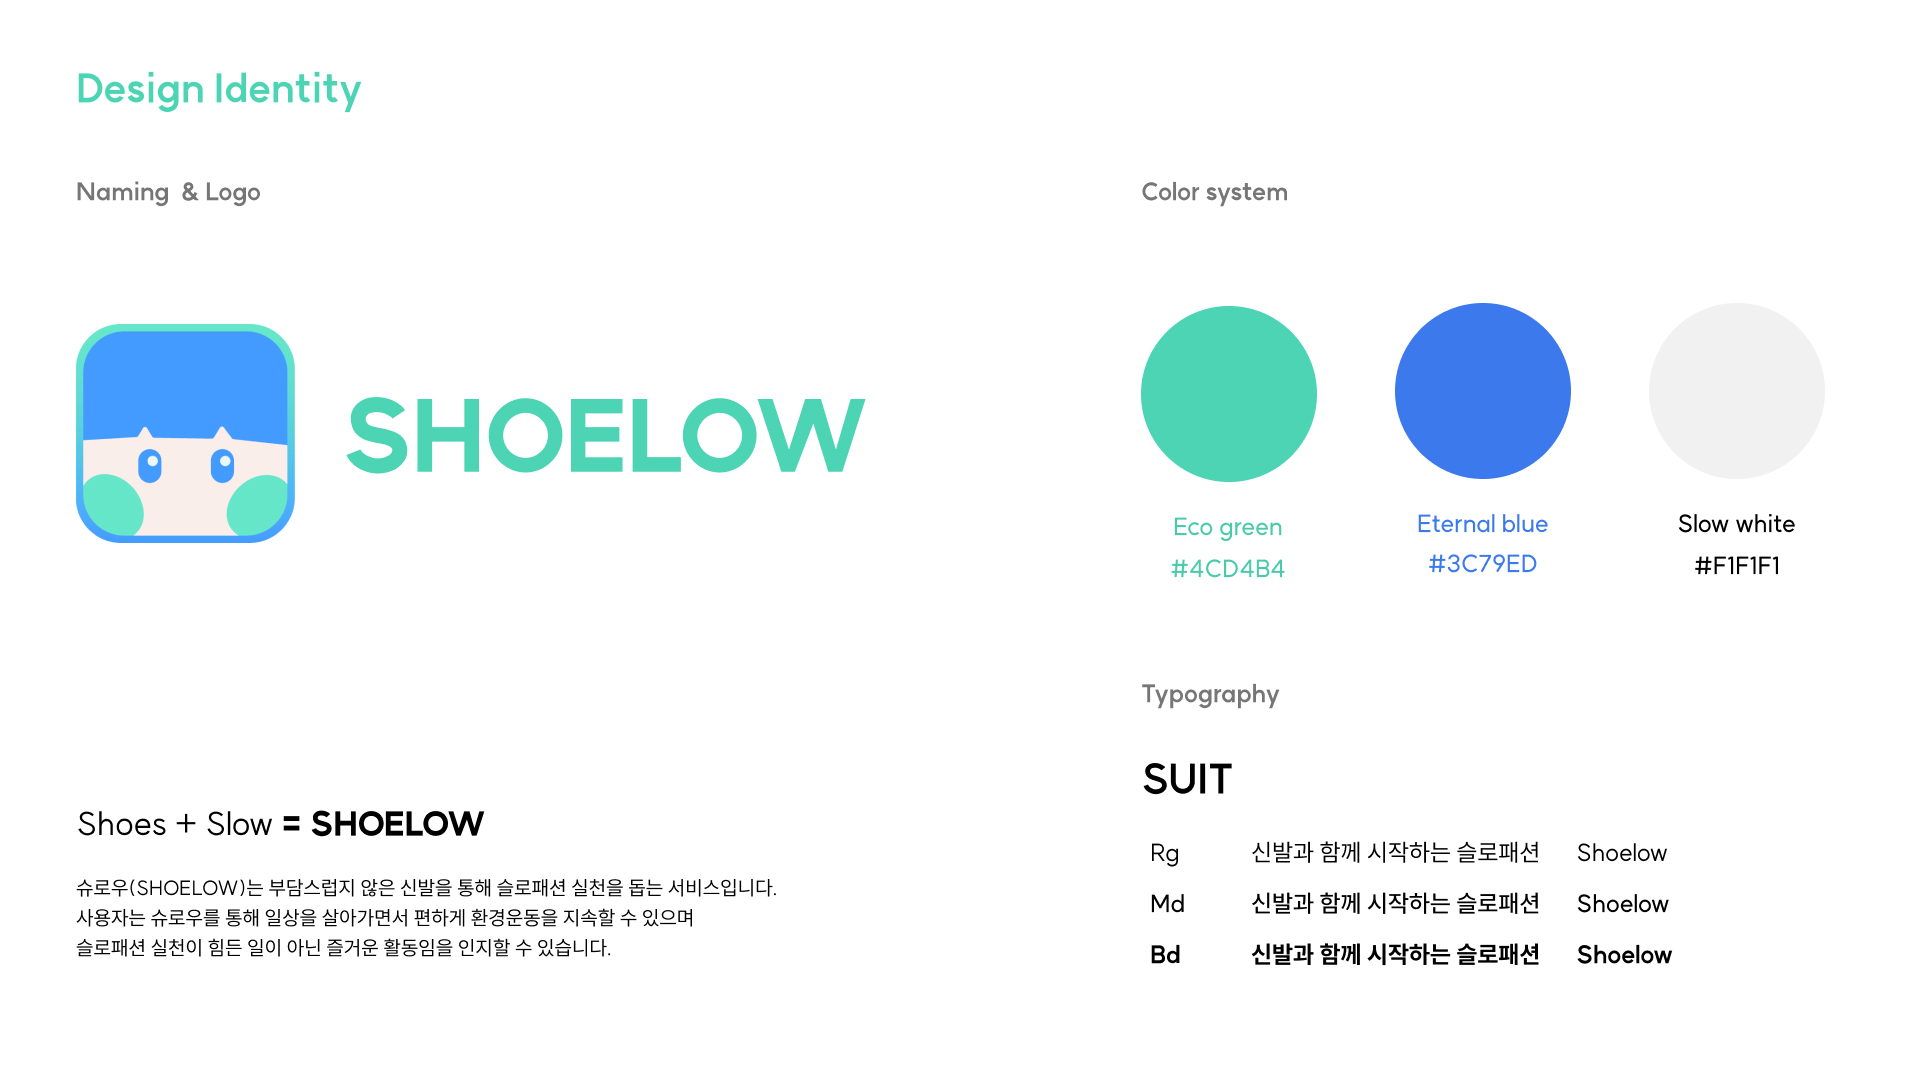 Design Identity
Naming & Logo
SHOELOW
Shoes + Slow = SHOELOW
슈로우(SHOELOW)는 부담스럽지 않은 신발을 통해 슬로패션 실천을 돕는 서비스입니다.
사용자는 슈로우를 통해 일상을 살아가면서 편하게 환경운동을 지속할 수 있으며
슬로패션 실천이 힘든 일이 아닌 즐거운 활동임을 인지할 수 있습니다.
Color system
Eco green
#4CD4B4
Eternal blue
#3C79ED
Slow white
#F1F1F1
Typography
SUIT
Rg 신발과 함께 시작하는 슬로패션 Shoelow
Md 신발과 함께 시작하는 슬로패션 Shoelow
Bd 신발과 함께 시작하는 슬로패션 Shoelow